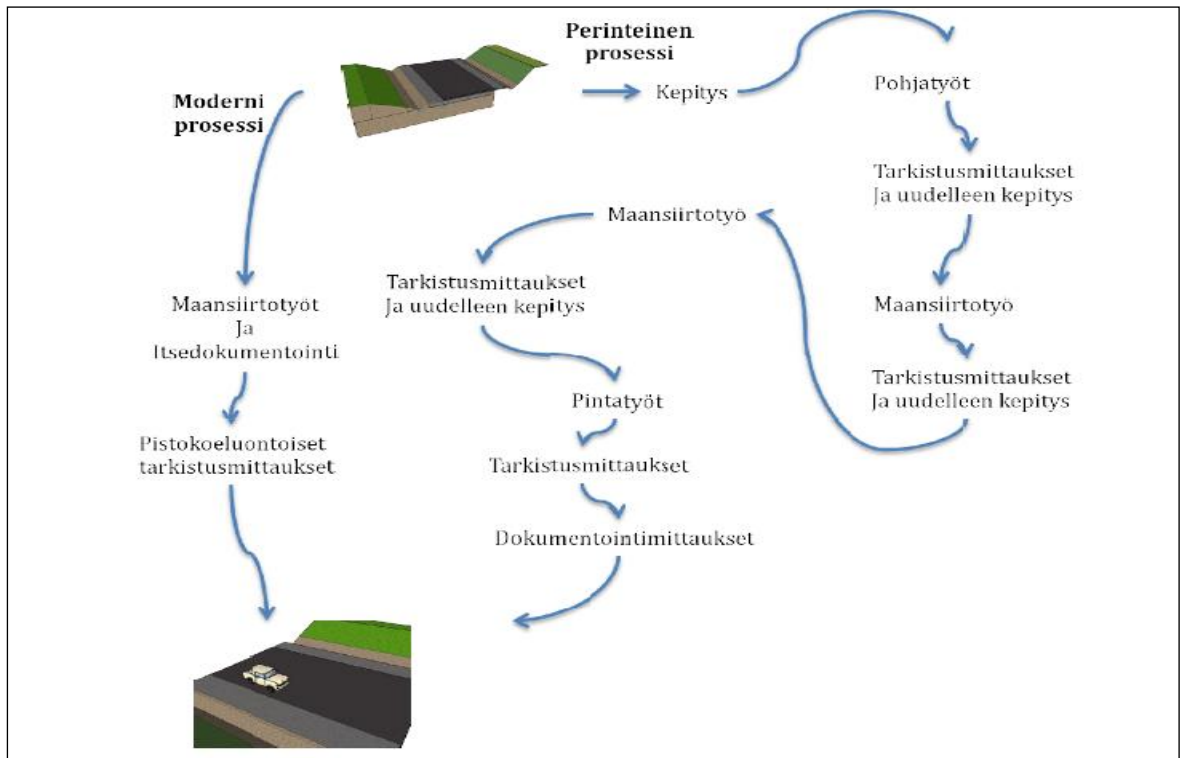 Moderni
prosessi
Maansiirtotyöt
Ja
Itsedokumentointi
Pistokoeluontoiset
tarkistusmittaukset
Perinteinen
prosessi
Kepitys
Pohjatyöt
Tarkistusmittaukset
Ja uudelleen kepitys
Maansiirtotyö
Tarkistusmittaukset
Ja uudelleen kepitys
Maansiirtotyö
Tarkistusmittaukset
Ja uudelleen kepitys
Pintatyöt
Tarkistusmittaukset
Dokumentointimittaukset